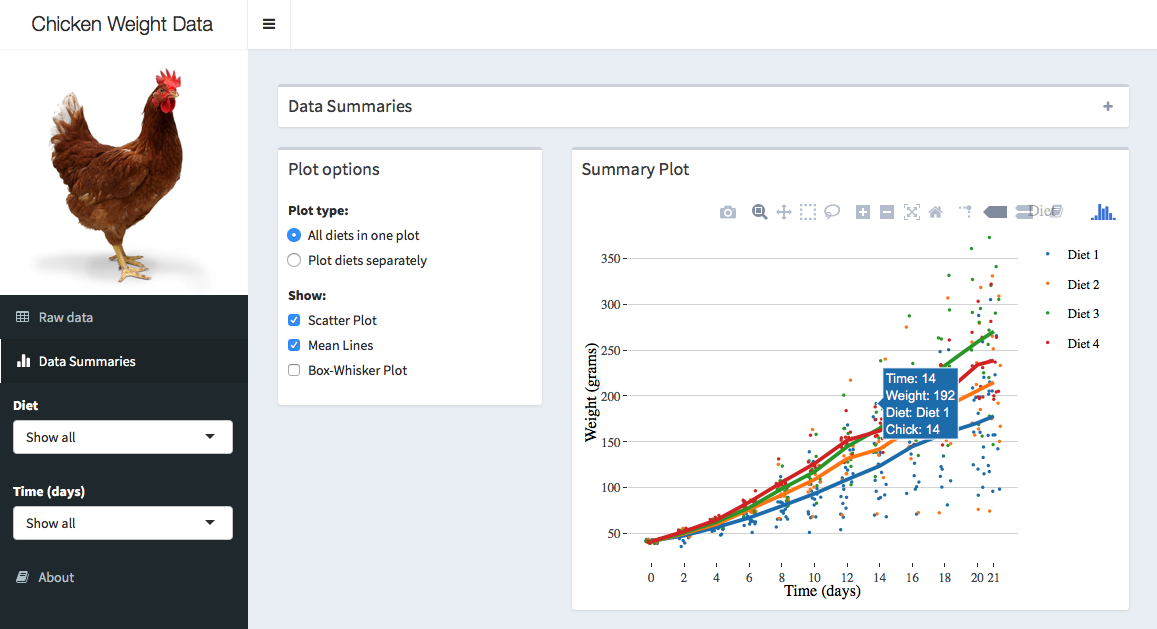 Chicken Weight Data
Raw data
Data Summaries
Diet
Show all
Time (days)
Show all
About
Data Summaries
Plot options
Plot type:
All diets in one plot
Plot diets separately
Show:
Scatter Plot
Mean Lines
Box-Whisker Plot
Summary Plot
Diet
Diet 1
Diet 2
Diet 3
Diet 4
Weight (grams)
350
300
250
200
150
100
50
Time: 14
Weight: 192
Diet: Diet 1
Chick: 14
0 2 4 6 8 10 12 14 16 18 20 21
Time (days)